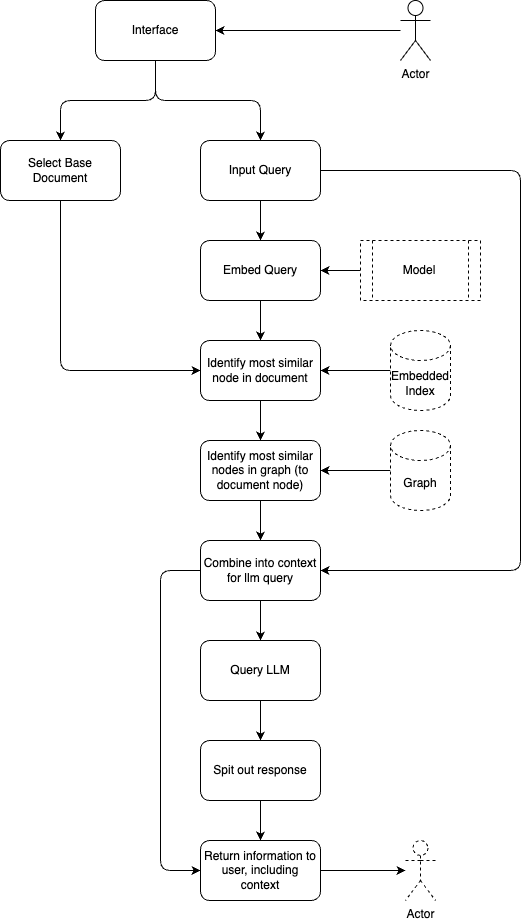 Interface
Actor
Select Base
Document
Input Query
Embed Query
Model
Identify most similar
node in document
Embedded
Index
Identify most similar
nodes in graph (to
document node)
Graph
Combine into context
for llm query
Query LLM
Spit out response
Return information to
user, including
context
Actor